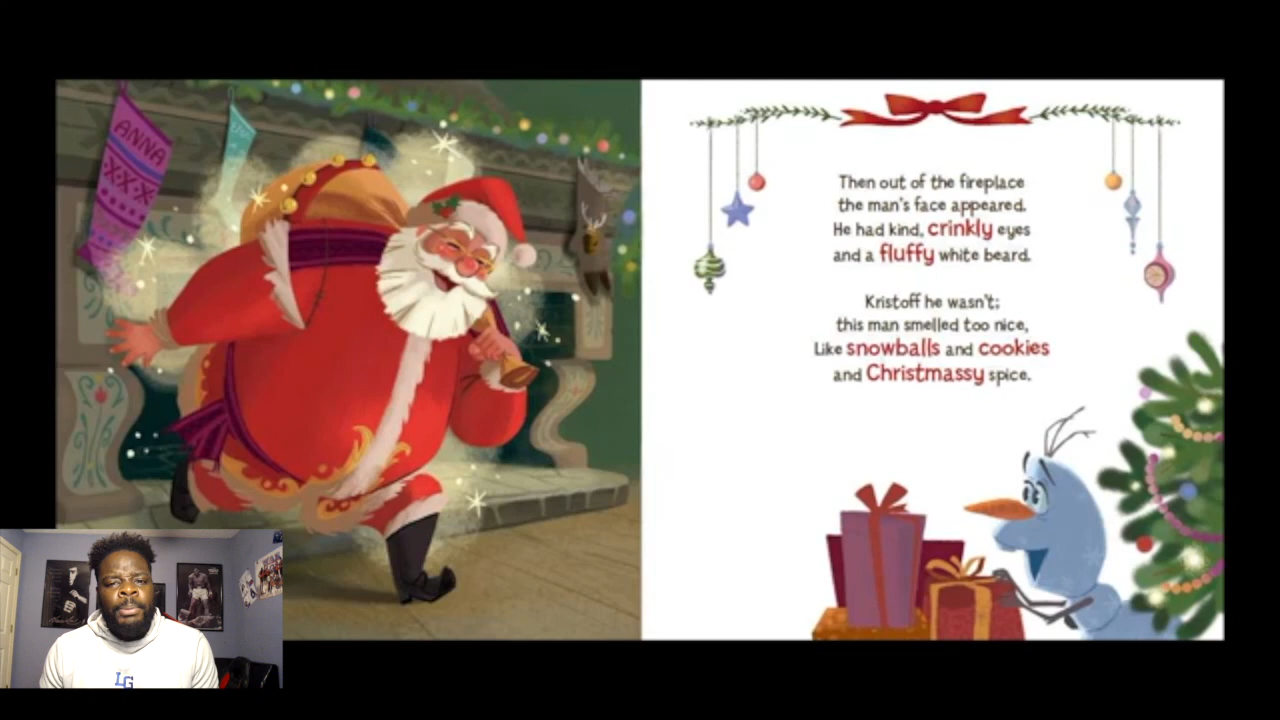 ANNA
Then out of the fireplace
the man's face appeared.
He had kind, crinkly eyes
and a fluffy white beard.
Kristoff he wasn't;
this man smelled too nice,
Like snowballs and cookies
and Christmassy spice.
LG